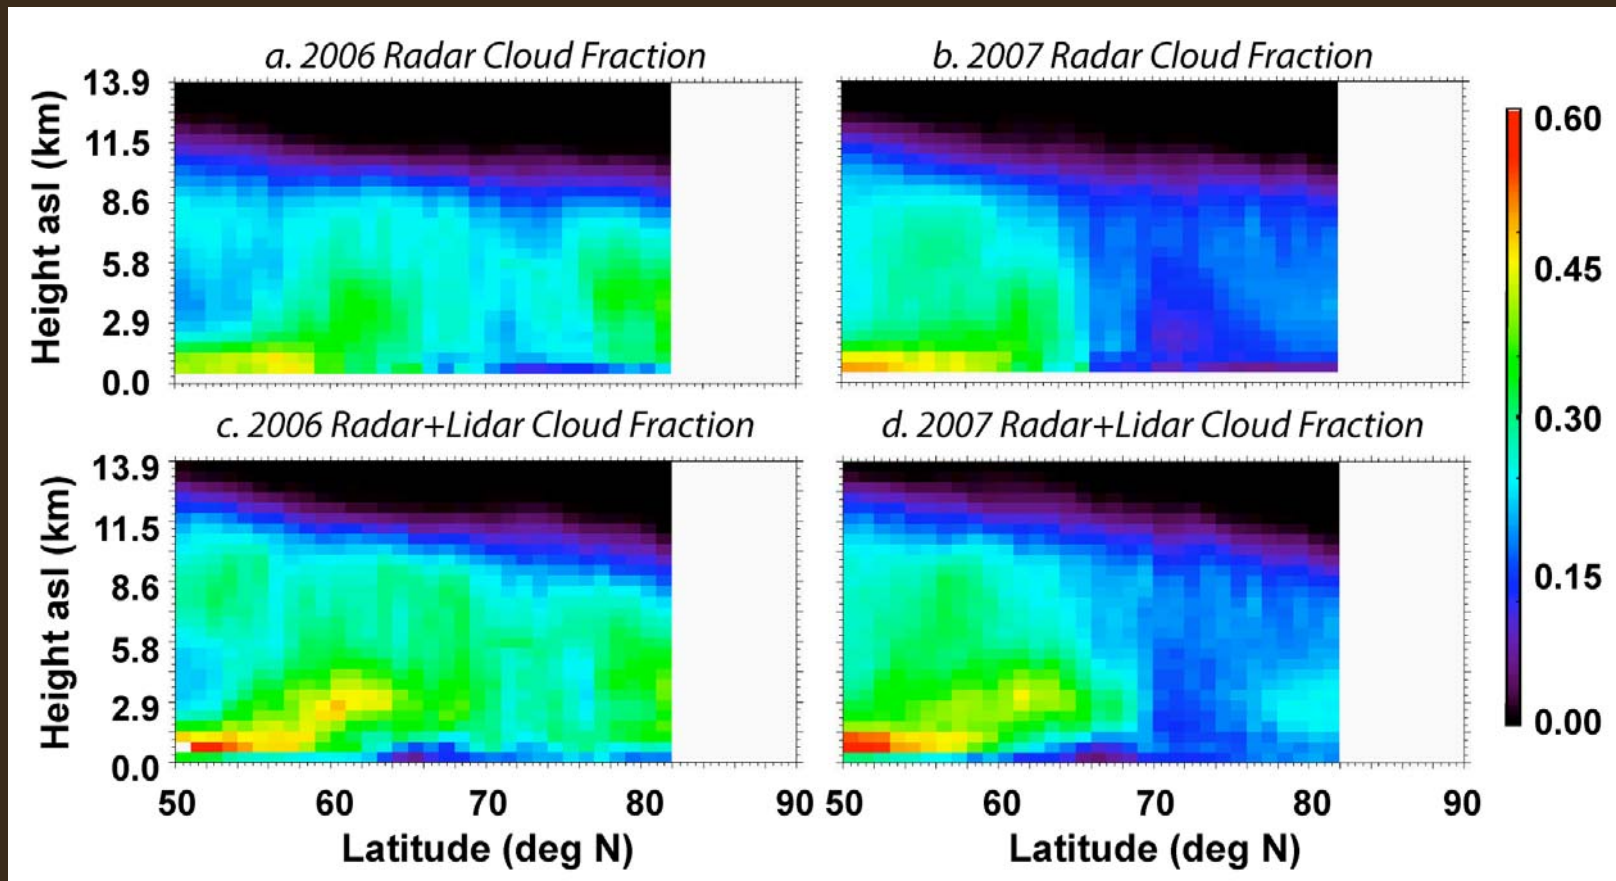 a. 2006 Radar Cloud Fraction
b. 2007 Radar Cloud Fraction
13.9
11.5
8.6
5.8
2.9
0.0
Height asl (km)
0.60
0.45
0.30
0.15
0.00
c. 2006 Radar+Lidar Cloud Fraction
d. 2007 Radar+Lidar Cloud Fraction
13.9
11.5
8.6
5.8
2.9
0.0
Height asl (km)
50 60 70 80 90
50 60 70 80 90
Latitude (deg N)
Latitude (deg N)